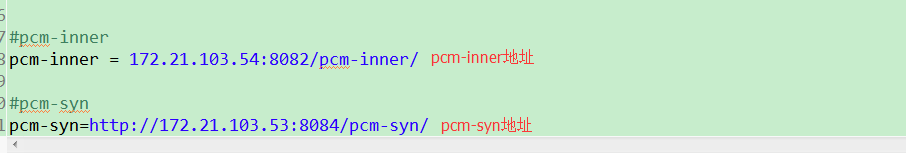 #pcm-inner
pcm-inner = 172.21.103.54:8082/pcm-inner/ pcm-inner地址
#pcm-syn
pcm-syn=http://172.21.103.53:8084/pcm-syn/ pcm-syn地址